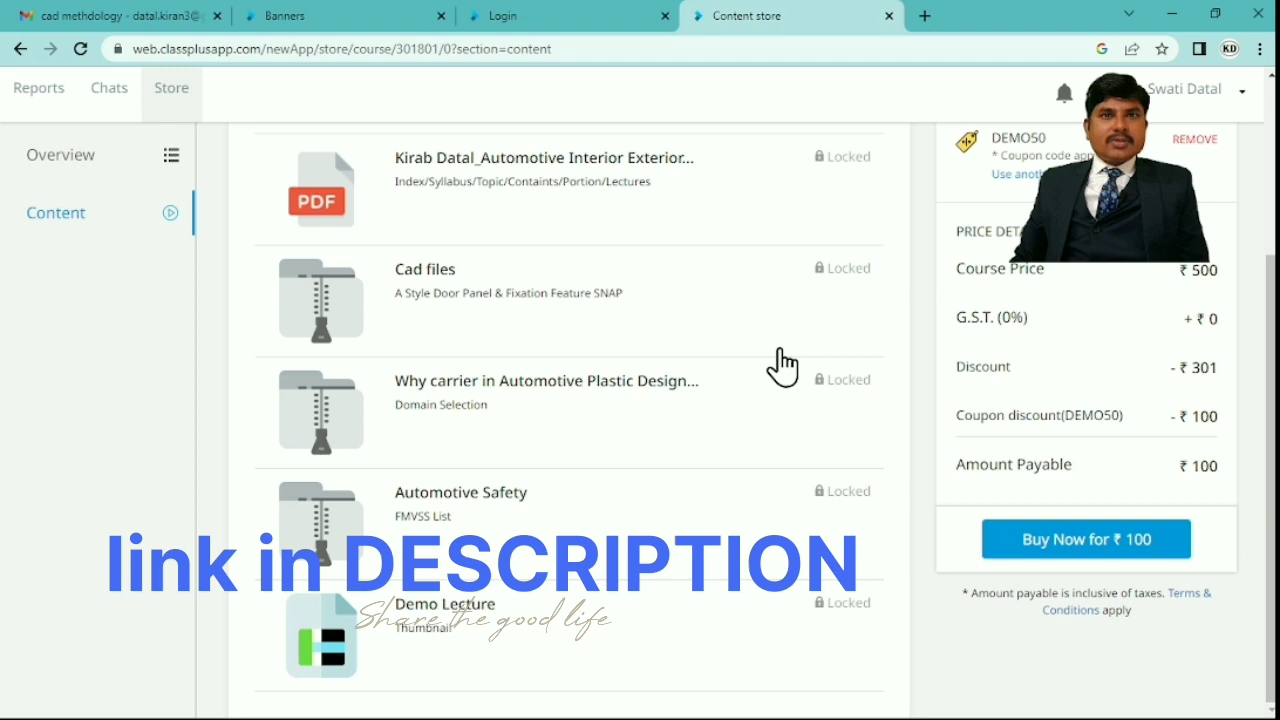 cad methdology - datal.kiran3@g
Banners
Login
Content store
web.classplusapp.com/newApp/store/course/301801/0?section=content
KD
Reports
Chats
Store
Swati Datal
Overview
Content
PDF
Kirab Datal_Automotive Interior Exterior...
Index/Syllabus/Topic/Containts/Portion/Lectures
Locked
Cad files
A Style Door Panel & Fixation Feature SNAP
Locked
Why carrier in Automotive Plastic Design...
Domain Selection
Locked
Automotive Safety
FMVSS List
Locked
link in DESCRIPTION
Demo Lecture
Thumbnail
Locked
Share the good life
DEMO50
REMOVE
* Coupon code
PRICE
Course Price
₹ 500
G.S.T. (0%)
+ ₹ 0
Discount
- ₹ 301
Coupon discount(DEMO50)
- ₹ 100
Amount Payable
₹ 100
Buy Now for ₹ 100
* Amount payable is inclusive of taxes. Terms &
Conditions apply